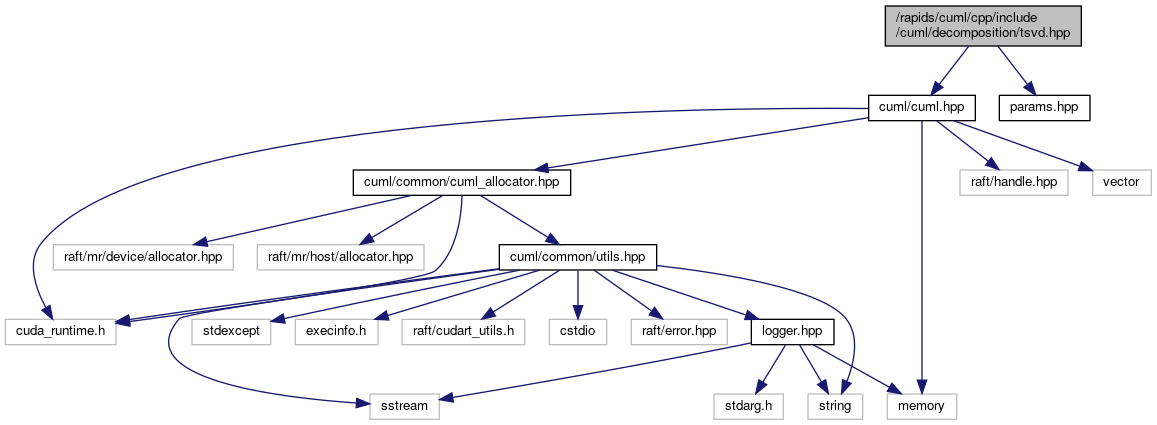 /rapids/cuml/cpp/include
/cuml/decomposition/tsvd.hpp
cuml/cuml.hpp
params.hpp
cuml/common/cuml_allocator.hpp
raft/handle.hpp
vector
raft/mr/device/allocator.hpp
raft/mr/host/allocator.hpp
cuml/common/utils.hpp
cuda_runtime.h
stdexcept
execinfo.h
raft/cudart_utils.h
cstdio
raft/error.hpp
logger.hpp
sstream
stdarg.h
string
memory